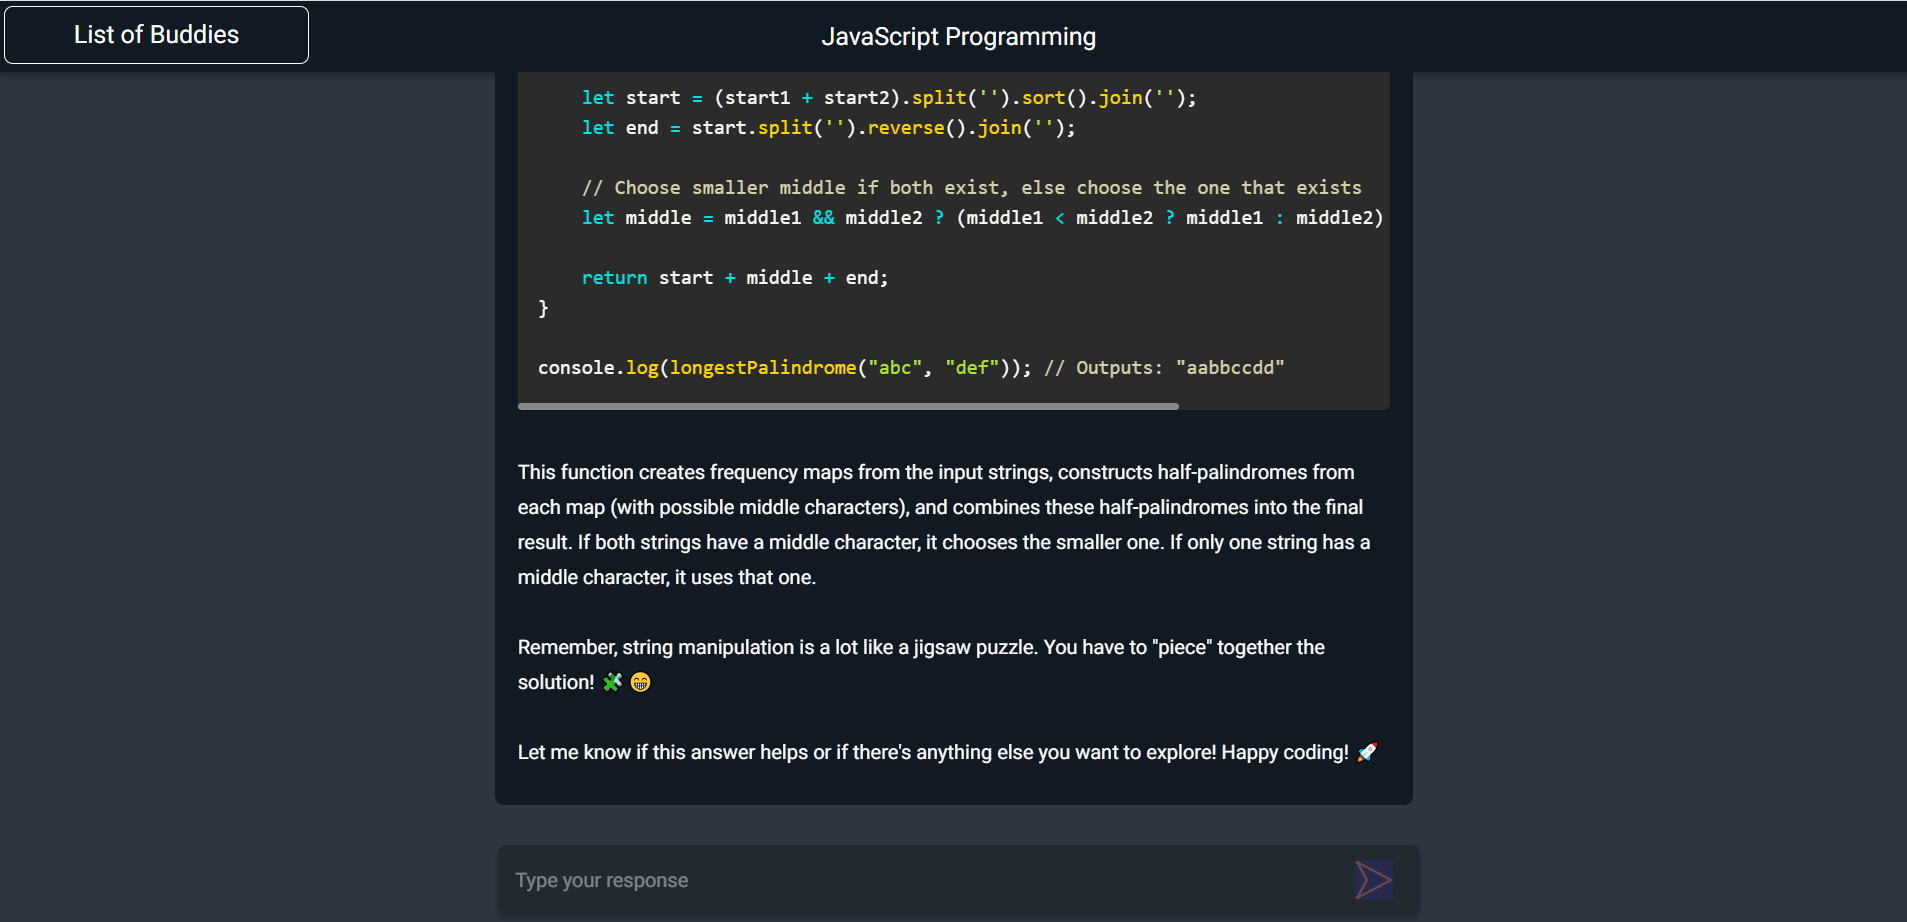 List of Buddies
JavaScript Programming
let start = (start1 + start2).split('').sort().join('');
let end = start.split('').reverse().join('');
// Choose smaller middle if both exist, else choose the one that exists
let middle = middle1 && middle2 ? (middle1 < middle2 ? middle1 : middle2)
return start + middle + end;
}
console.log(longestPalindrome("abc", "def")); // Outputs: "aabbccdd"
This function creates frequency maps from the input strings, constructs half-palindromes from
each map (with possible middle characters), and combines these half-palindromes into the final
result. If both strings have a middle character, it chooses the smaller one. If only one string has a
middle character, it uses that one.
Remember, string manipulation is a lot like a jigsaw puzzle. You have to "piece" together the
solution! 🧩 😁
Let me know if this answer helps or if there's anything else you want to explore! Happy coding! 🚀
Type your response